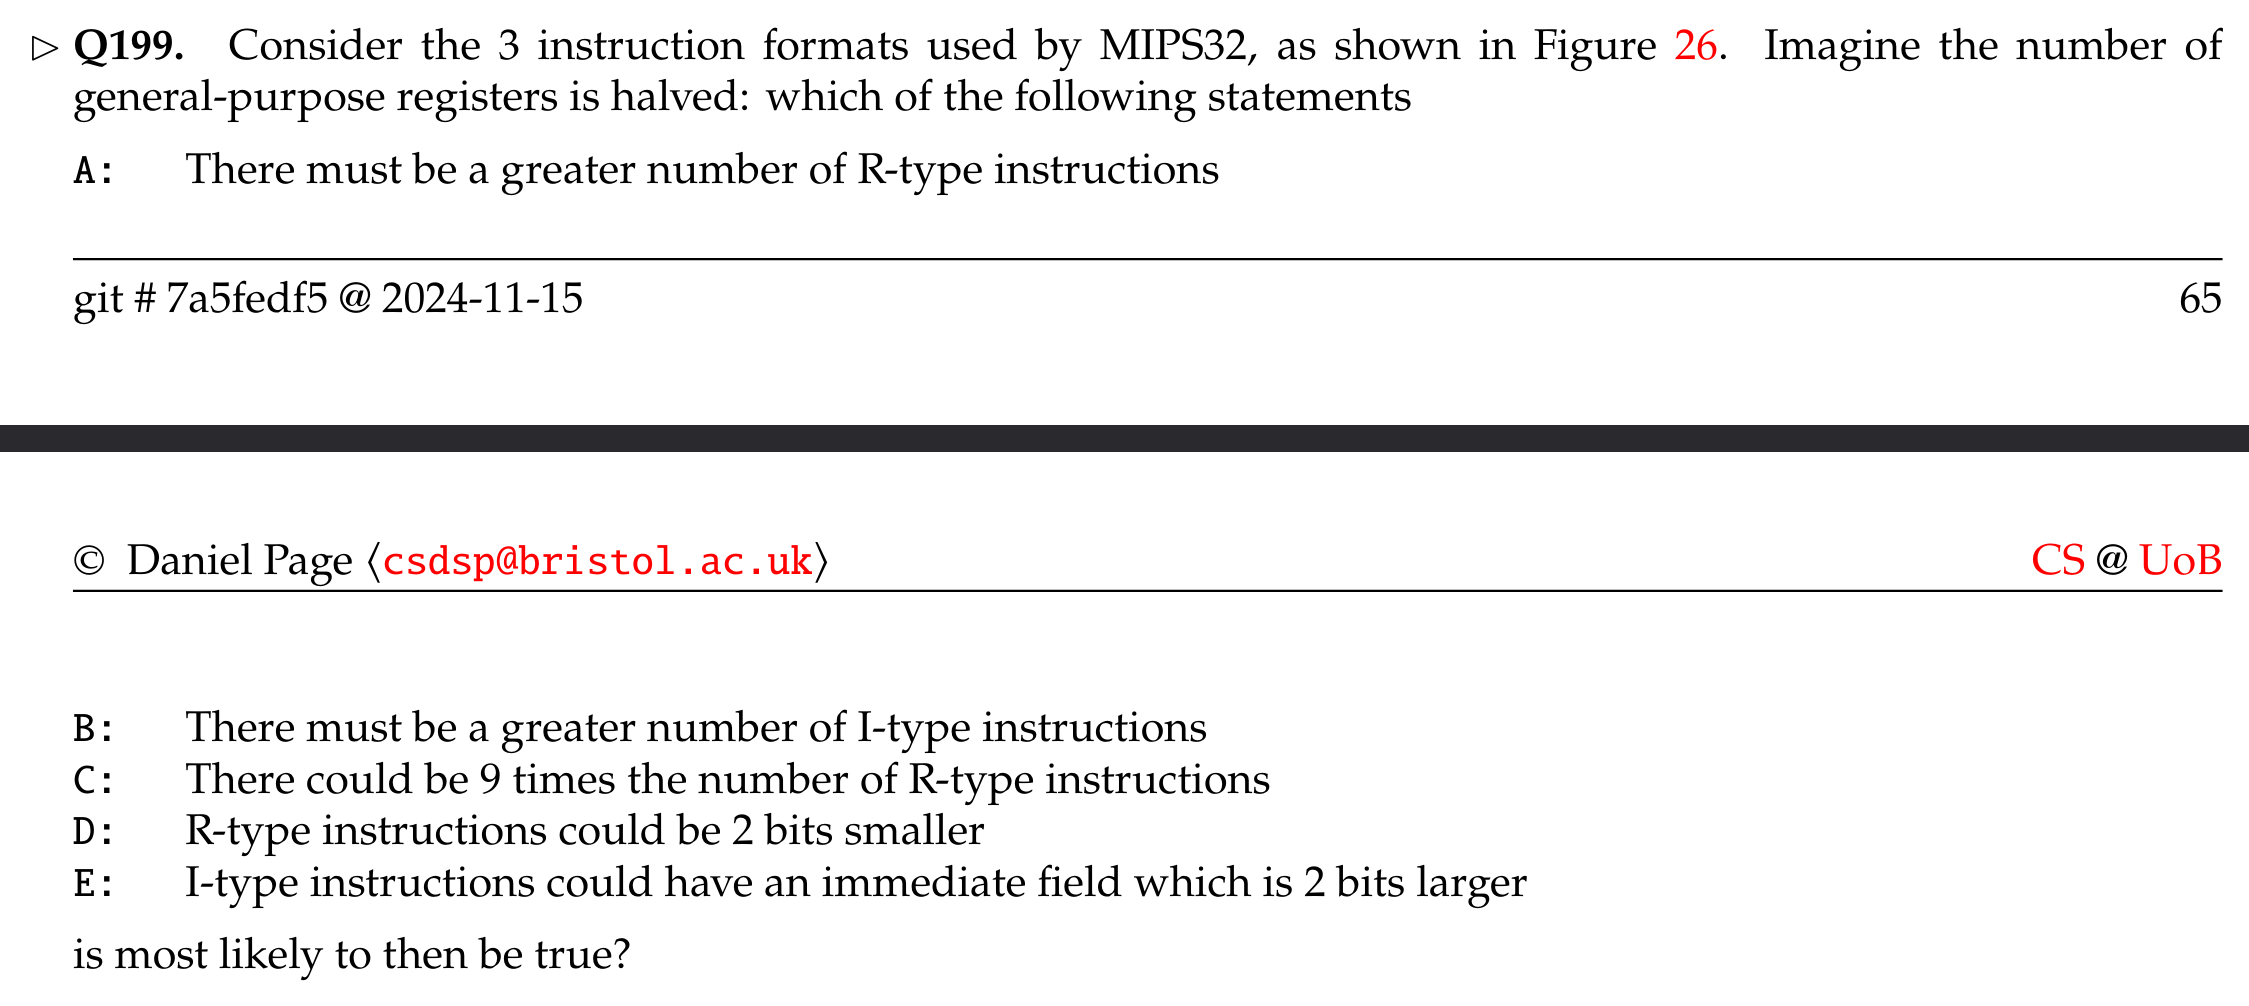 ▷ Q199. Consider the 3 instruction formats used by MIPS32, as shown in Figure 26. Imagine the number of
general-purpose registers is halved: which of the following statements
A: There must be a greater number of R-type instructions
git # 7a5fedf5 @ 2024-11-15 65
© Daniel Page ⟨csdsp@bristol.ac.uk⟩ CS @ UoB
B: There must be a greater number of I-type instructions
C: There could be 9 times the number of R-type instructions
D: R-type instructions could be 2 bits smaller
E: I-type instructions could have an immediate field which is 2 bits larger
is most likely to then be true?